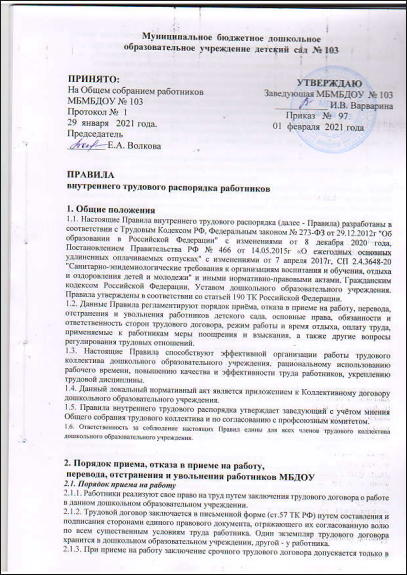 Муниципальное бюджетное дошкольное
образовательное учреждение детский сад № 103
ПРИНЯТО:
На Общем собранием работников
МБМБДОУ № 103
Протокол № 1
29 января 2021 года.
Председатель
Е.А. Волкова
УТВЕРЖДАЮ
Заведующая МБМБДОУ № 103
И.В. Варварина
Приказ № 97
01 февраля 2021 года
ПРАВИЛА
внутреннего трудового распорядка работников
1. Общие положения
1.1. Настоящие Правила внутреннего трудового распорядка (далее - Правила) разработаны в
соответствии с Трудовым Кодексом РФ, Федеральным законом № 273-ФЗ от 29.12.2012г "Об
образовании в Российской Федерации" с изменениями от 8 декабря 2020 года,
Постановлением Правительства РФ № 466 от 14.05.2015г «О ежегодных основных
удлиненных оплачиваемых отпусках" с изменениями от 7 апреля 2017г, СП 2.4.3648-20
"Санитарно-эпидемиологические требования к организациям воспитания и обучения, отдыха
и оздоровления детей и молодежи" и иными нормативно-правовыми актами, Гражданским
кодексом Российской Федерации, Уставом дошкольного образовательного учреждения.
Правила утверждены в соответствии со статьей 190 ТК Российской Федерации.
1.2. Данные Правила регламентируют порядок приёма, отказа в приеме на работу, перевода,
отстранения и увольнения работников детского сада, основные права, обязанности и
ответственность сторон трудового договора, режим работы и время отдыха, оплату труда,
применяемые к работникам меры поощрения и взыскания, а также другие вопросы
регулирования трудовых отношений.
1.3. Настоящие Правила способствуют эффективной организации работы трудового
коллектива дошкольного образовательного учреждения, рациональному использованию
рабочего времени, повышению качества и эффективности труда работников, укреплению
трудовой дисциплины.
1.4. Данный локальный нормативный акт является приложением к Коллективному договору
дошкольного образовательного учреждения.
1.5. Правила внутреннего трудового распорядка утверждает заведующий с учётом мнения
Общего собрания трудового коллектива и по согласованию с профсоюзным комитетом.
1.6. Ответственность за соблюдение настоящих Правил едины для всех членов трудового коллектива
дошкольного образовательного учреждения.
2. Порядок приема, отказа в приеме на работу,
перевода, отстранения и увольнения работников МБДОУ
2.1. Порядок приема на работу
2.1.1. Работники реализуют свое право на труд путем заключения трудового договора о работе
в данном дошкольном образовательном учреждении.
2.1.2. Трудовой договор заключается в письменной форме (ст.57 ТК РФ) путем составления и
подписания сторонами единого правового документа, отражающего их согласованную волю
по всем существенным условиям труда работника. Один экземпляр трудового договора
хранится в дошкольном образовательном учреждении, другой - у работника.
2.1.3. При приеме на работу заключение срочного трудового договора допускается только в